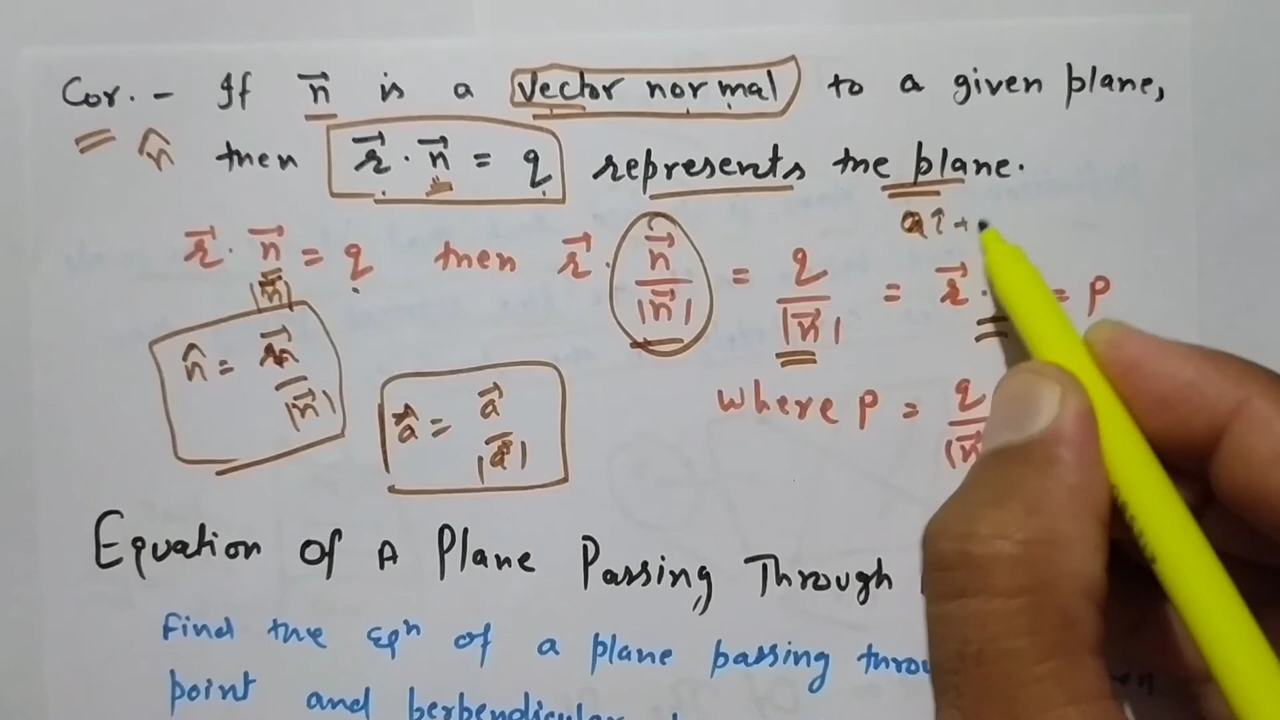 Cor. - If n⃗ is a vector normal to a given plane,
n̂ then r⃗ . n⃗ = q represents the plane.
aî +
r⃗ . n⃗ = q then r⃗ . n⃗/|n⃗| = q/|n⃗| = r⃗ . = p
|n⃗|
n̂ = n⃗/|n⃗|
a⃗ = a⃗/|a⃗|
where p = q/|n⃗
Equation Of A Plane Passing Through
Find the eqⁿ of a plane passing
point and perpendicular